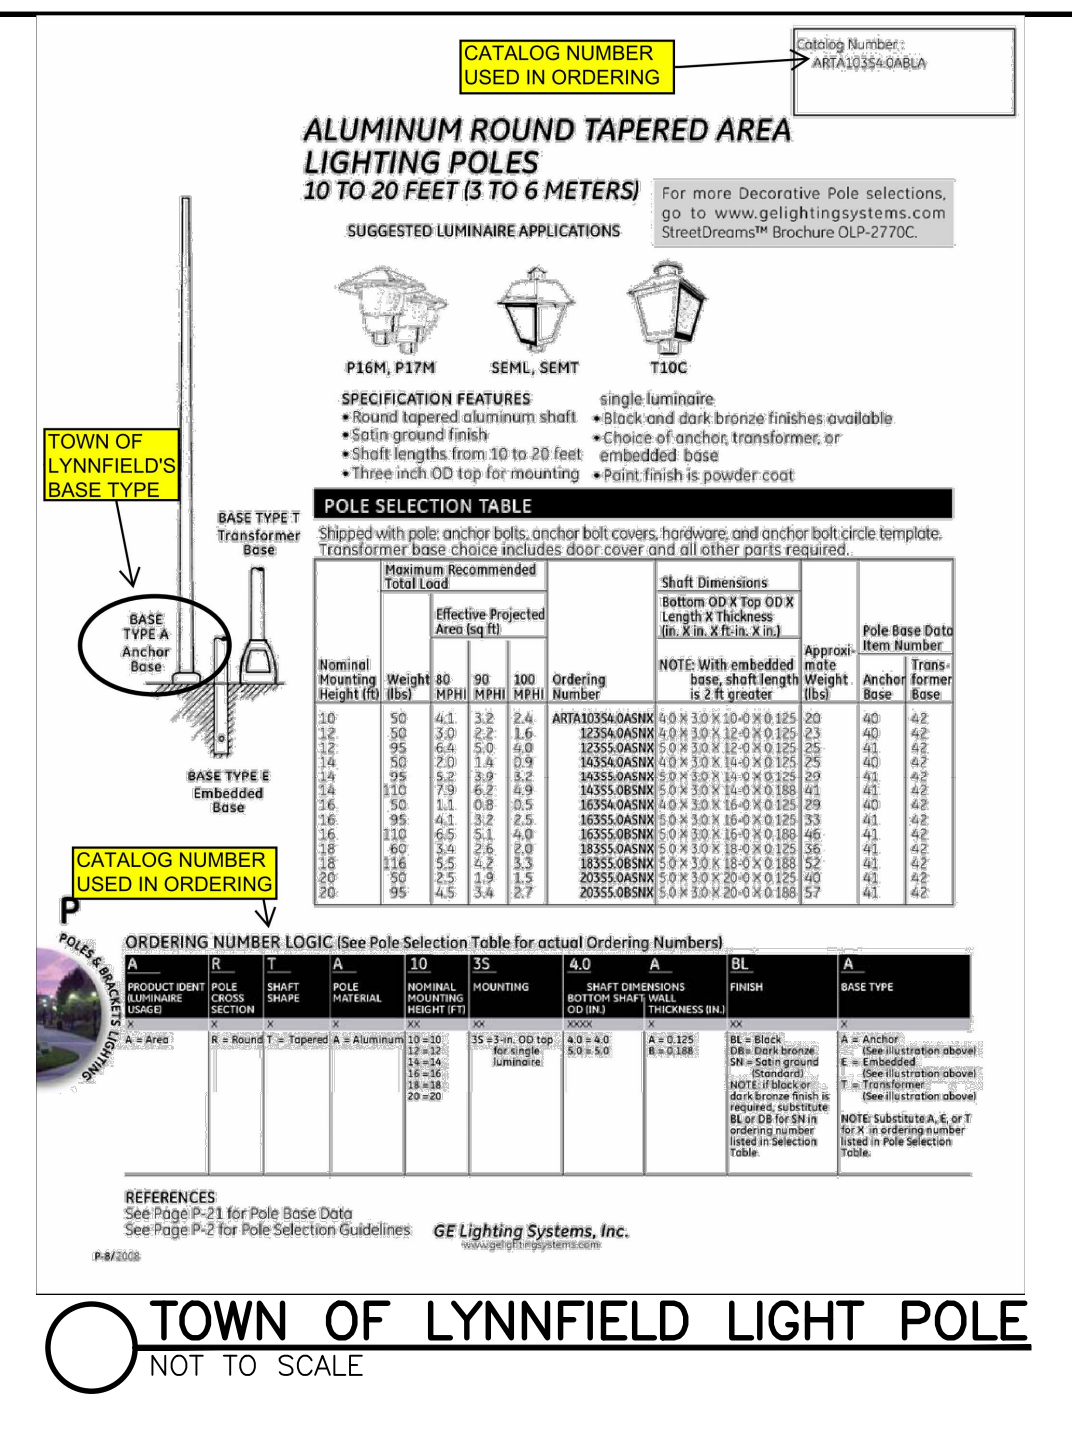 CATALOG NUMBER
USED IN ORDERING
Catalog Number:
ARTA103S4.0ABLA
ALUMINUM ROUND TAPERED AREA
LIGHTING POLES
10 TO 20 FEET (3 TO 6 METERS)
For more Decorative Pole selections,
go to www.gelightingsystems.com
StreetDreams™ Brochure OLP-2770C.
SUGGESTED LUMINAIRE APPLICATIONS
P16M, P17M SEML, SEMT T10C
SPECIFICATION FEATURES
• Round tapered aluminum shaft
• Satin ground finish
• Shaft lengths from 10 to 20 feet
• Three inch OD top for mounting
single luminaire
• Black and dark bronze finishes available
• Choice of anchor, transformer, or
embedded base
• Paint finish is powder coat
TOWN OF
LYNNFIELD'S
BASE TYPE
BASE TYPE T
Transformer
Base
BASE
TYPE A
Anchor
Base
BASE TYPE E
Embedded
Base
POLE SELECTION TABLE
Shipped with pole: anchor bolts, anchor bolt covers, hardware, and anchor bolt circle template.
Transformer base choice includes door cover and all other parts required.
Nominal
Mounting
Height (ft)
Maximum Recommended
Total Load
Weight
(lbs)
Effective Projected
Area (sq ft)
80 90 100
MPHI MPHI MPHI
Ordering
Number
Shaft Dimensions
Bottom OD X Top OD X
Length X Thickness
(in. X in. X ft-in. X in.)
NOTE: With embedded
base, shaft length
is 2 ft greater
Approxi-
mate
Weight
(lbs)
Pole Base Data
Item Number
Anchor
Base
Trans-
former
Base
10 50 4.1 3.2 2.4 ARTA103S4.0ASNX 4.0 X 3.0 X 10-0 X 0.125 20 40 42
12 50 3.0 2.2 1.6 123S4.0ASNX 4.0 X 3.0 X 12-0 X 0.125 23 40 42
12 95 6.4 5.0 4.0 123S5.0ASNX 5.0 X 3.0 X 12-0 X 0.125 25 41 42
14 50 2.0 1.4 0.9 143S4.0ASNX 4.0 X 3.0 X 14-0 X 0.125 25 40 42
14 95 5.2 3.9 3.2 143S5.0ASNX 5.0 X 3.0 X 14-0 X 0.125 29 41 42
14 110 7.9 6.2 4.9 143S5.0BSNX 5.0 X 3.0 X 14-0 X 0.188 41 41 42
16 50 1.1 0.8 0.5 163S4.0ASNX 4.0 X 3.0 X 16-0 X 0.125 29 40 42
16 95 4.1 3.2 2.5 163S5.0ASNX 5.0 X 3.0 X 16-0 X 0.125 33 41 42
16 110 6.5 5.1 4.0 163S5.0BSNX 5.0 X 3.0 X 16-0 X 0.188 46 41 42
18 60 3.4 2.6 2.0 183S5.0ASNX 5.0 X 3.0 X 18-0 X 0.125 36 41 42
18 116 5.5 4.2 3.3 183S5.0BSNX 5.0 X 3.0 X 18-0 X 0.188 52 41 42
20 50 2.5 1.9 1.5 203S5.0ASNX 5.0 X 3.0 X 20-0 X 0.125 40 41 42
20 95 4.5 3.4 2.7 203S5.0BSNX 5.0 X 3.0 X 20-0 X 0.188 57 41 42
CATALOG NUMBER
USED IN ORDERING
P
POLES & BRACKETS LIGHTING
ORDERING NUMBER LOGIC (See Pole Selection Table for actual Ordering Numbers)
A R T A 10 3S 4.0 A BL A
PRODUCT IDENT
(LUMINAIRE
USAGE)
POLE
CROSS
SECTION
SHAFT
SHAPE
POLE
MATERIAL
NOMINAL
MOUNTING
HEIGHT (FT)
MOUNTING
SHAFT DIMENSIONS
BOTTOM SHAFT
OD (IN.)
WALL
THICKNESS (IN.)
FINISH
BASE TYPE
X X X X XX XX XXXX X XX X
A = Area
R = Round
T = Tapered
A = Aluminum
10 =10
12 =12
14 =14
16 =16
18 =18
20 =20
3S =3-in. OD top
for single
luminaire
4.0 = 4.0
5.0 = 5.0
A = 0.125
B = 0.188
BL = Black
DB= Dark bronze
SN = Satin ground
(Standard)
NOTE: if black or
dark bronze finish is
required, substitute
BL or DB for SN in
ordering number
listed in Selection
Table.
A = Anchor
(See illustration above)
E = Embedded
(See illustration above)
T = Transformer
(See illustration above)
NOTE: Substitute A, E, or T
for X in ordering number
listed in Pole Selection
Table.
REFERENCES
See Page P-21 for Pole Base Data
See Page P-2 for Pole Selection Guidelines
GE Lighting Systems, Inc.
www.gelightingsystems.com
P-8/2008
TOWN OF LYNNFIELD LIGHT POLE
NOT TO SCALE